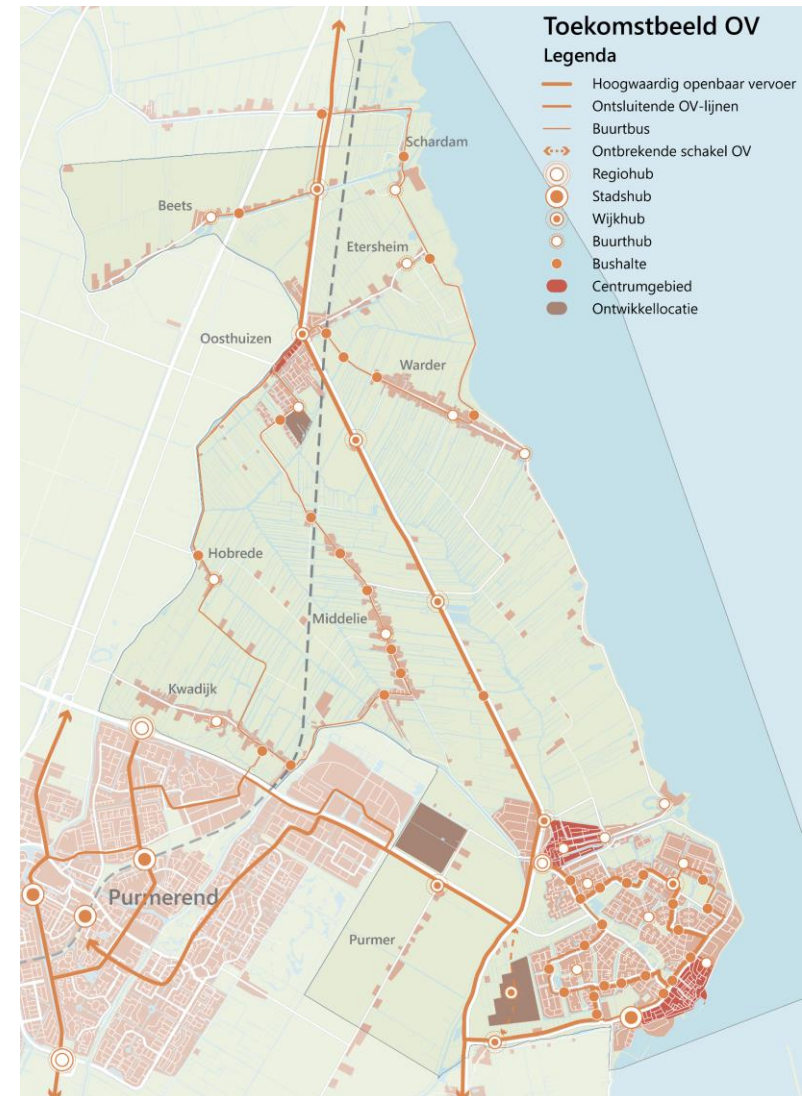 Toekomstbeeld OV
Legenda
Hoogwaardig openbaar vervoer
Ontsluitende OV-lijnen
Buurtbus
Ontbrekende schakel OV
Regiohub
Stadshub
Wijkhub
Buurthub
Bushalte
Centrumgebied
Ontwikkellocatie
Schardam
Beets
Etersheim
Oosthuizen
Warder
Hobrede
Middelie
Kwadijk
Purmerend
Purmer